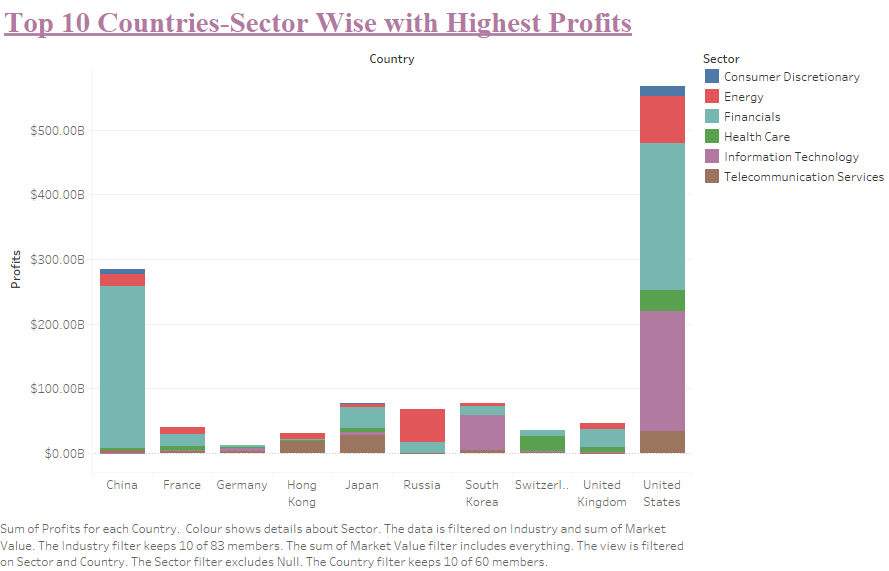 Top 10 Countries-Sector Wise with Highest Profits
Country
Sector
Consumer Discretionary
Energy
Financials
Health Care
Information Technology
Telecommunication Services
Profits
$500.00B
$400.00B
$300.00B
$200.00B
$100.00B
$0.00B
China
France
Germany
Hong
Kong
Japan
Russia
South
Korea
Switzerl..
United
Kingdom
United
States
Sum of Profits for each Country.  Colour shows details about Sector. The data is filtered on Industry and sum of Market
Value. The Industry filter keeps 10 of 83 members. The sum of Market Value filter includes everything. The view is filtered
on Sector and Country. The Sector filter excludes Null. The Country filter keeps 10 of 60 members.